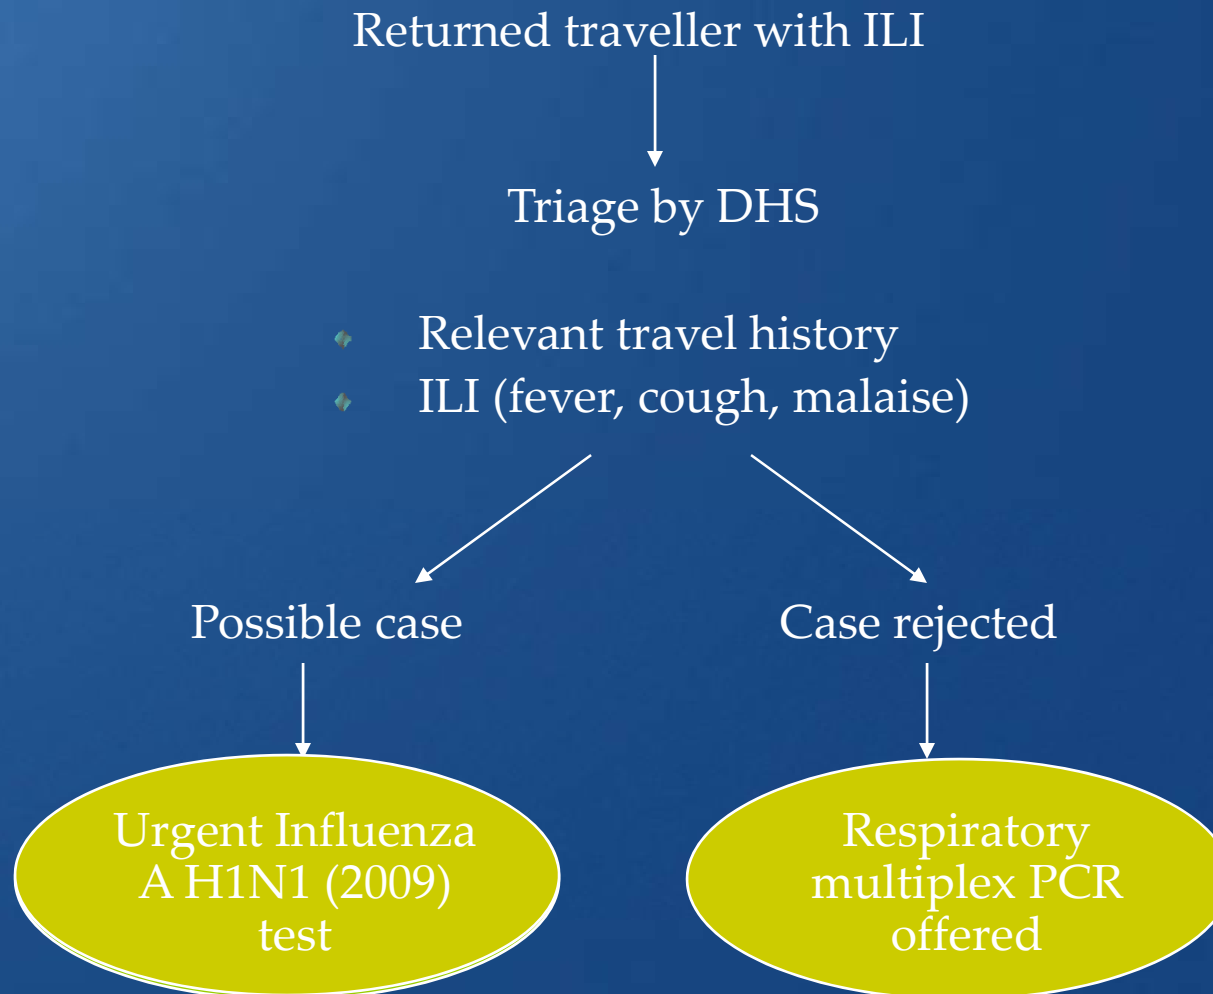 Returned traveller with ILI
Triage by DHS
Relevant travel history
ILI (fever, cough, malaise)
Possible case
Case rejected
Urgent Influenza
A H1N1 (2009)
test
Respiratory
multiplex PCR
offered